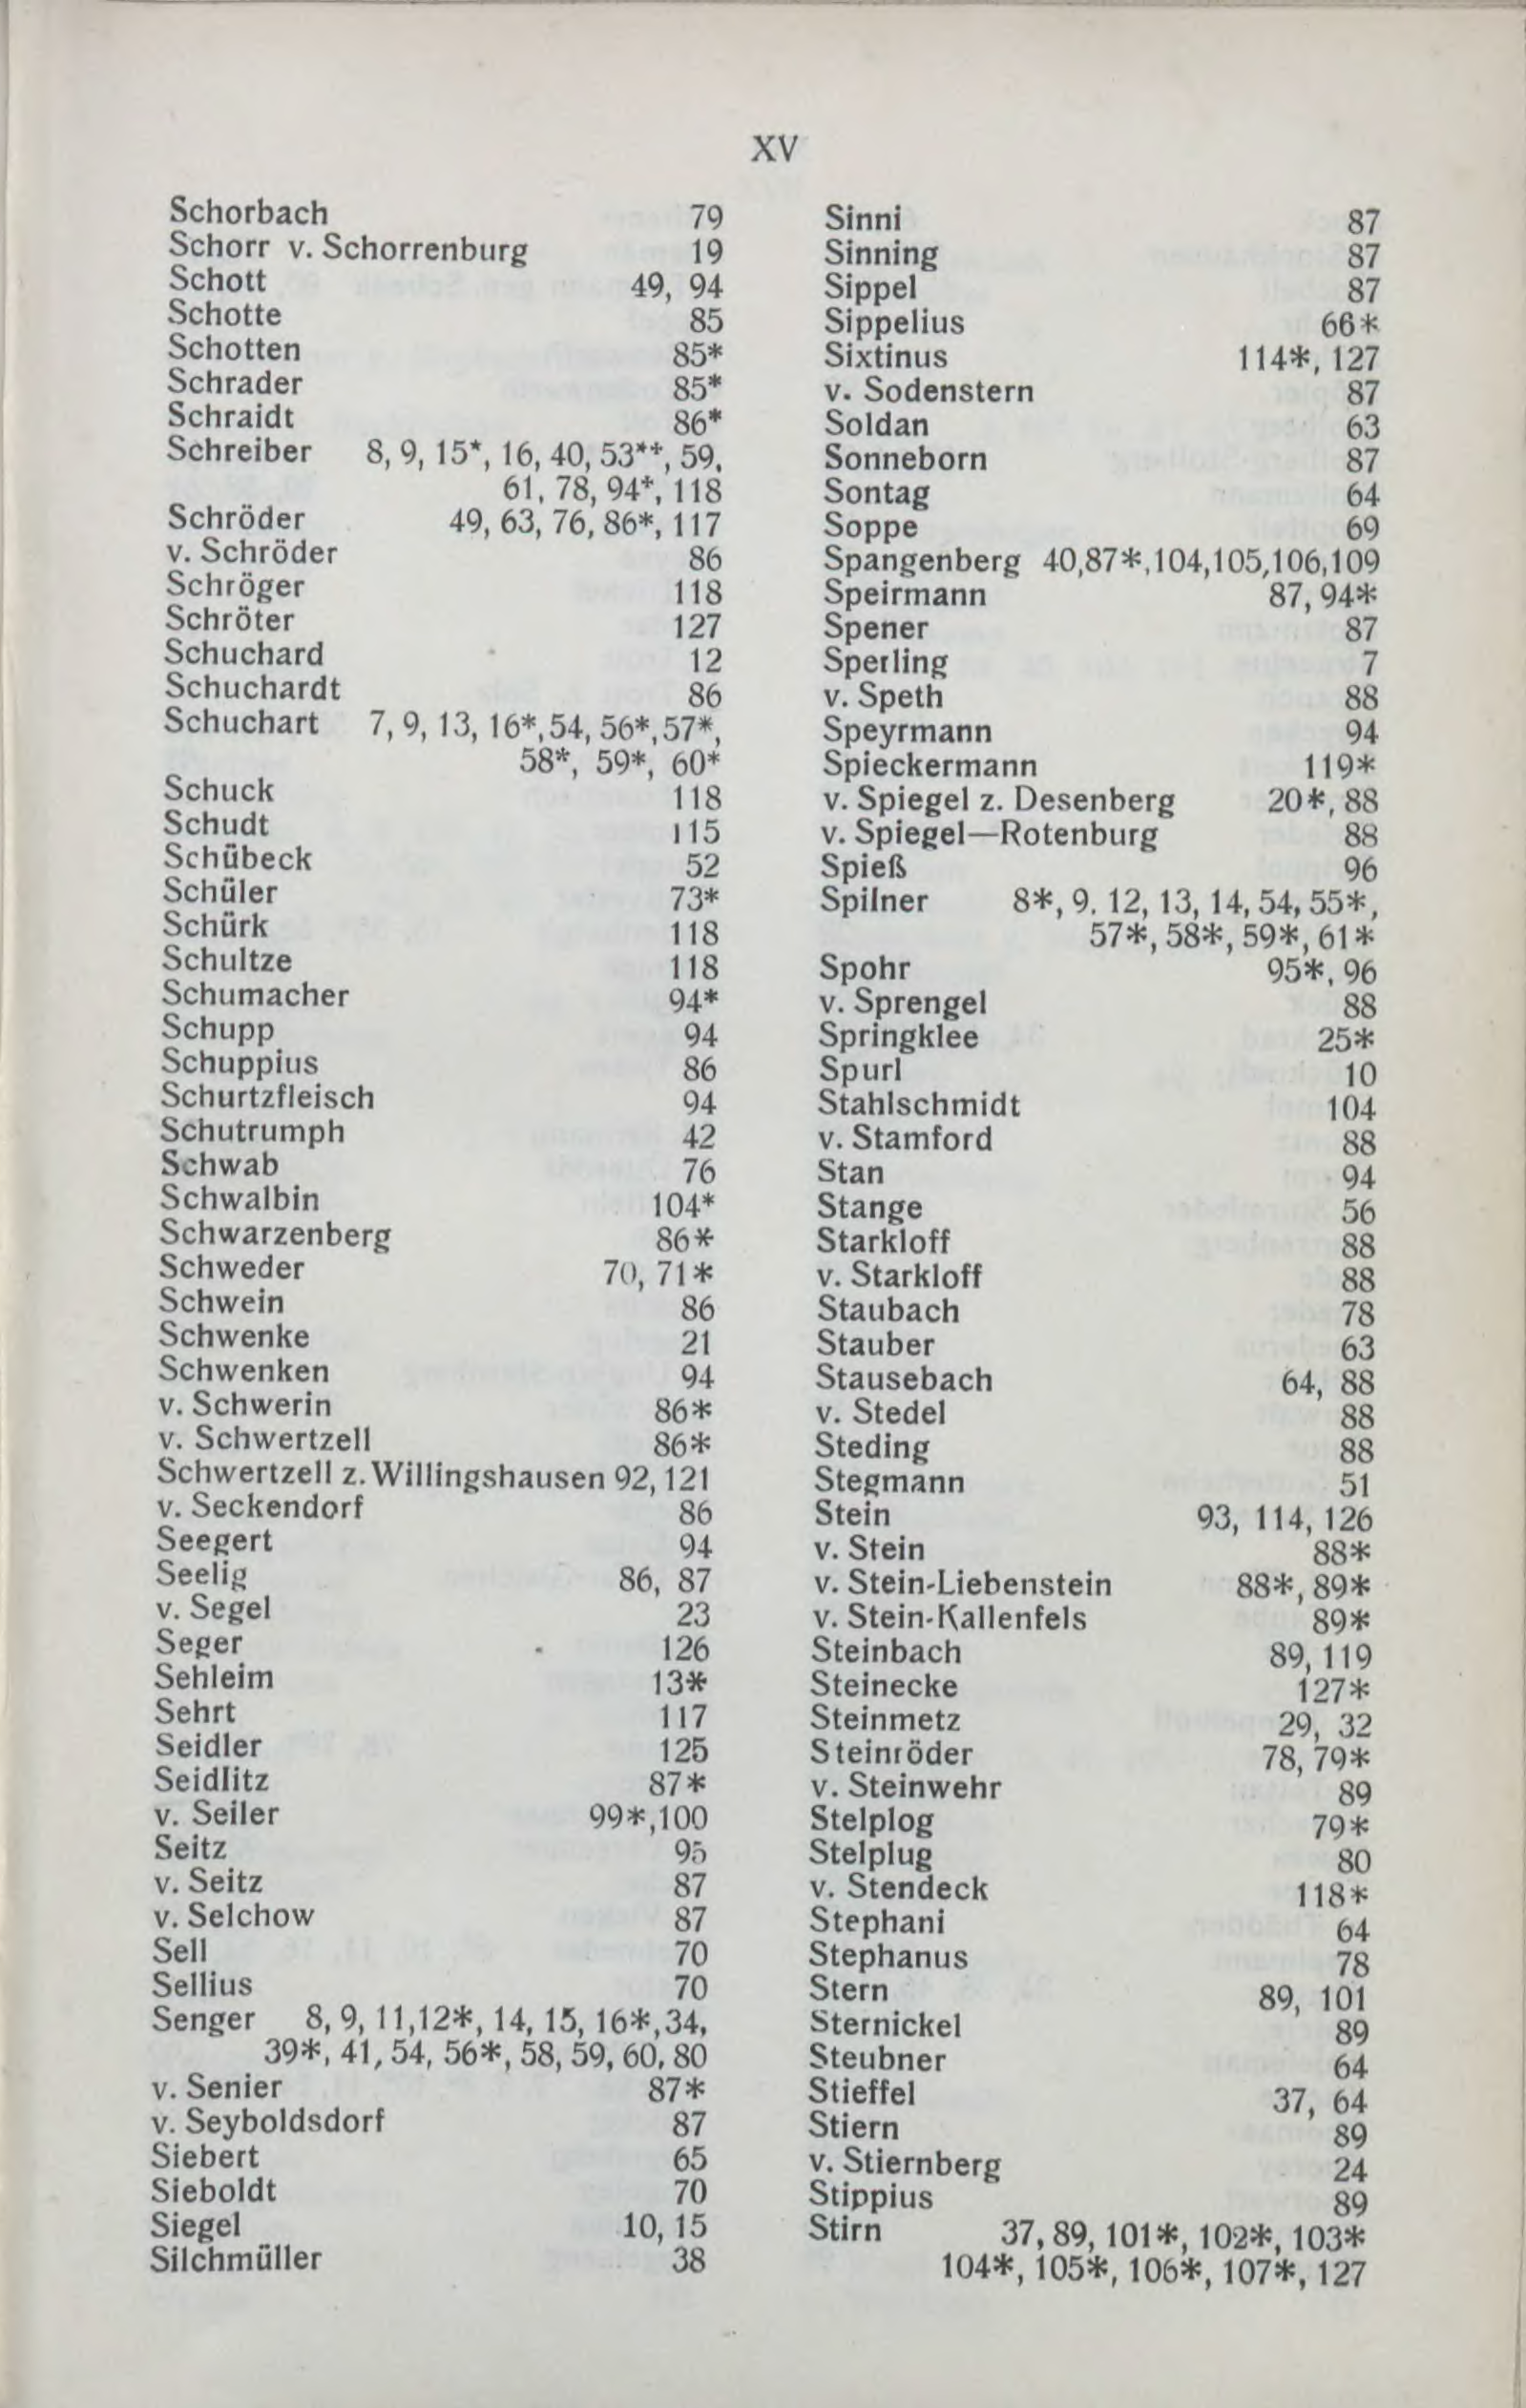 XV
Schorbach 79
Schorr v. Schorrenburg 19
Schott 49, 94
Schotte 85
Schotten 85*
Schrader 85*
Schraidt 86*
Schreiber 8, 9, 15*, 16, 40, 53**, 59,
61, 78, 94*, 118
Schröder 49, 63, 76, 86*, 117
v. Schröder 86
Schröger 118
Schröter 127
Schuchard 12
Schuchardt 86
Schuchart 7, 9, 13, 16*, 54, 56*, 57*,
58*, 59*, 60*
Schuck 118
Schudt 115
Schübeck 52
Schüler 73*
Schürk 118
Schultze 118
Schumacher 94*
Schupp 94
Schuppius 86
Schurtzfleisch 94
Schutrumph 42
Schwab 76
Schwalbin 104*
Schwarzenberg 86*
Schweder 70, 71*
Schwein 86
Schwenke 21
Schwenken 94
v. Schwerin 86*
v. Schwertzell 86*
Schwertzell z. Willingshausen 92, 121
v. Seckendorf 86
Seegert 94
Seelig 86, 87
v. Segel 23
Seger 126
Sehleim 13*
Sehrt 117
Seidler 125
Seidlitz 87*
v. Seiler 99*,100
Seitz 95
v. Seitz 87
v. Selchow 87
Sell 70
Sellius 70
Senger 8, 9, 11,12*, 14, 15, 16*,34,
39*, 41, 54, 56*, 58, 59, 60, 80
v. Senier 87*
v. Seyboldsdorf 87
Siebert 65
Sieboldt 70
Siegel 10, 15
Silchmüller 38
Sinni 87
Sinning 87
Sippel 87
Sippelius 66*
Sixtinus 114*, 127
v. Sodenstern 87
Soldan 63
Sonneborn 87
Sontag 64
Soppe 69
Spangenberg 40,87*,104,105,106,109
Speirmann 87, 94*
Spener 87
Sperling 7
v. Speth 88
Speyrmann 94
Spieckermann 119*
v. Spiegel z. Desenberg 20*, 88
v. Spiegel—Rotenburg 88
Spieß 96
Spilner 8*, 9. 12, 13, 14, 54, 55*,
57*, 58*, 59*, 61*
Spohr 95*, 96
v. Sprengel 88
Springklee 25*
Spurl 10
Stahlschmidt 104
v. Stamford 88
Stan 94
Stange 56
Starkloff 88
v. Starkloff 88
Staubach 78
Stauber 63
Stausebach 64, 88
v. Stedel 88
Steding 88
Stegmann 51
Stein 93, 114, 126
v. Stein 88*
v. Stein-Liebenstein 88*, 89*
v. Stein-Kallenfels 89*
Steinbach 89, 119
Steinecke 127*
Steinmetz 29, 32
Steinröder 78, 79*
v. Steinwehr 89
Stelplog 79*
Stelplug 80
v. Stendeck 118*
Stephani 64
Stephanus 78
Stern 89, 101
Sternickel 89
Steubner 64
Stieffel 37, 64
Stiern 89
v. Stiernberg 24
Stippius 89
Stirn 37, 89, 101*, 102*, 103*
104*, 105*, 106*, 107*, 127